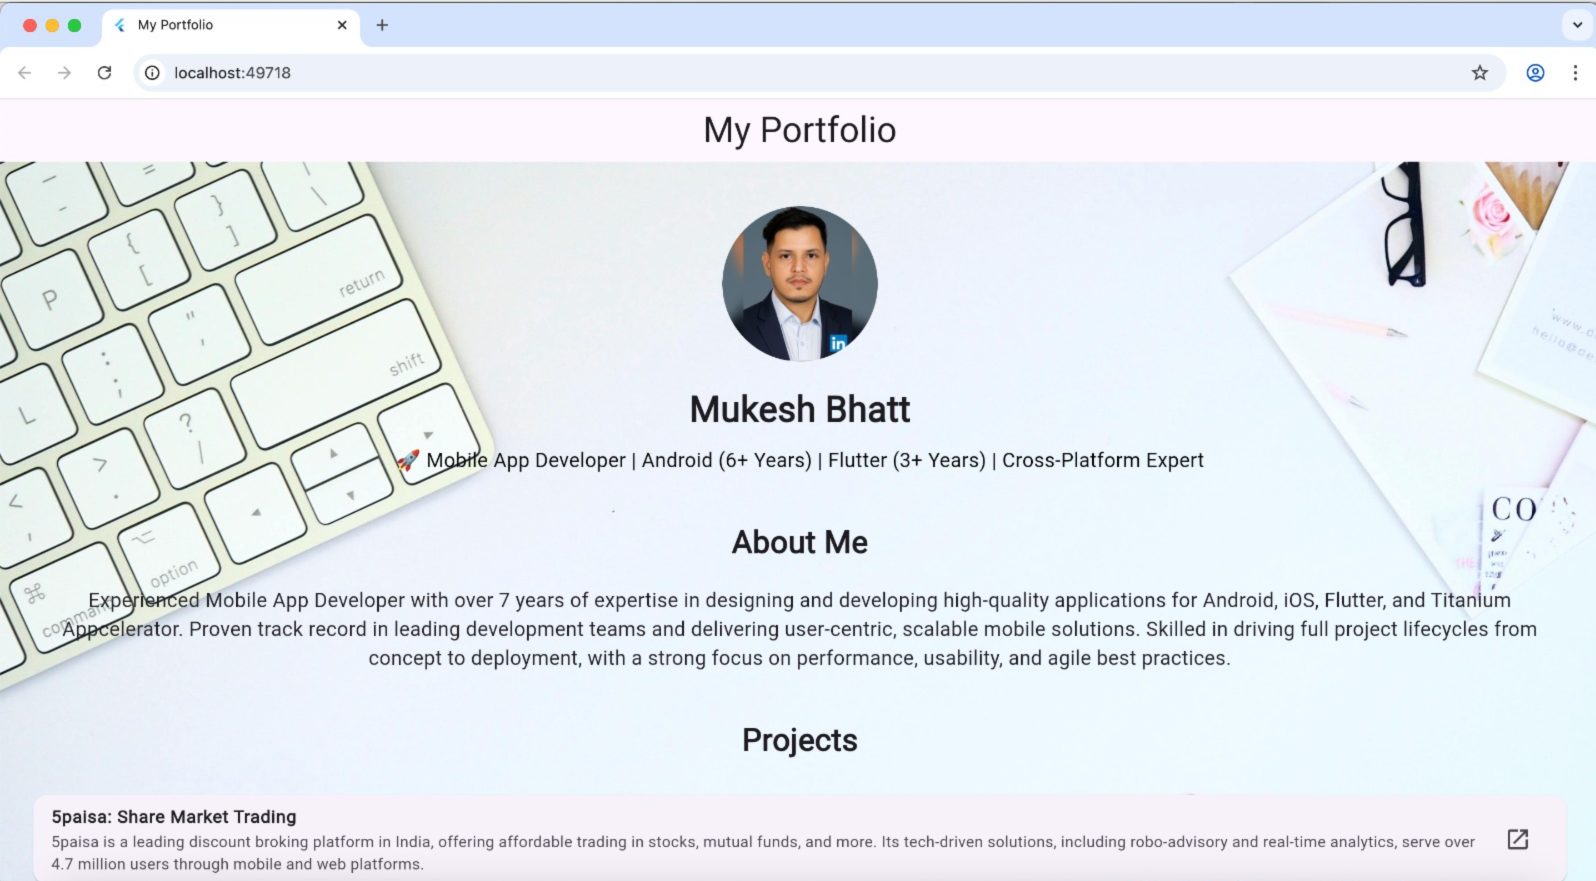 My Portfolio
localhost:49718
My Portfolio
in
Mukesh Bhatt
🚀 Mobile App Developer | Android (6+ Years) | Flutter (3+ Years) | Cross-Platform Expert
About Me
Experienced Mobile App Developer with over 7 years of expertise in designing and developing high-quality applications for Android, iOS, Flutter, and Titanium
Appcelerator. Proven track record in leading development teams and delivering user-centric, scalable mobile solutions. Skilled in driving full project lifecycles from
concept to deployment, with a strong focus on performance, usability, and agile best practices.
Projects
5paisa: Share Market Trading
5paisa is a leading discount broking platform in India, offering affordable trading in stocks, mutual funds, and more. Its tech-driven solutions, including robo-advisory and real-time analytics, serve over
4.7 million users through mobile and web platforms.
P
return
L
shift
option
command
CO